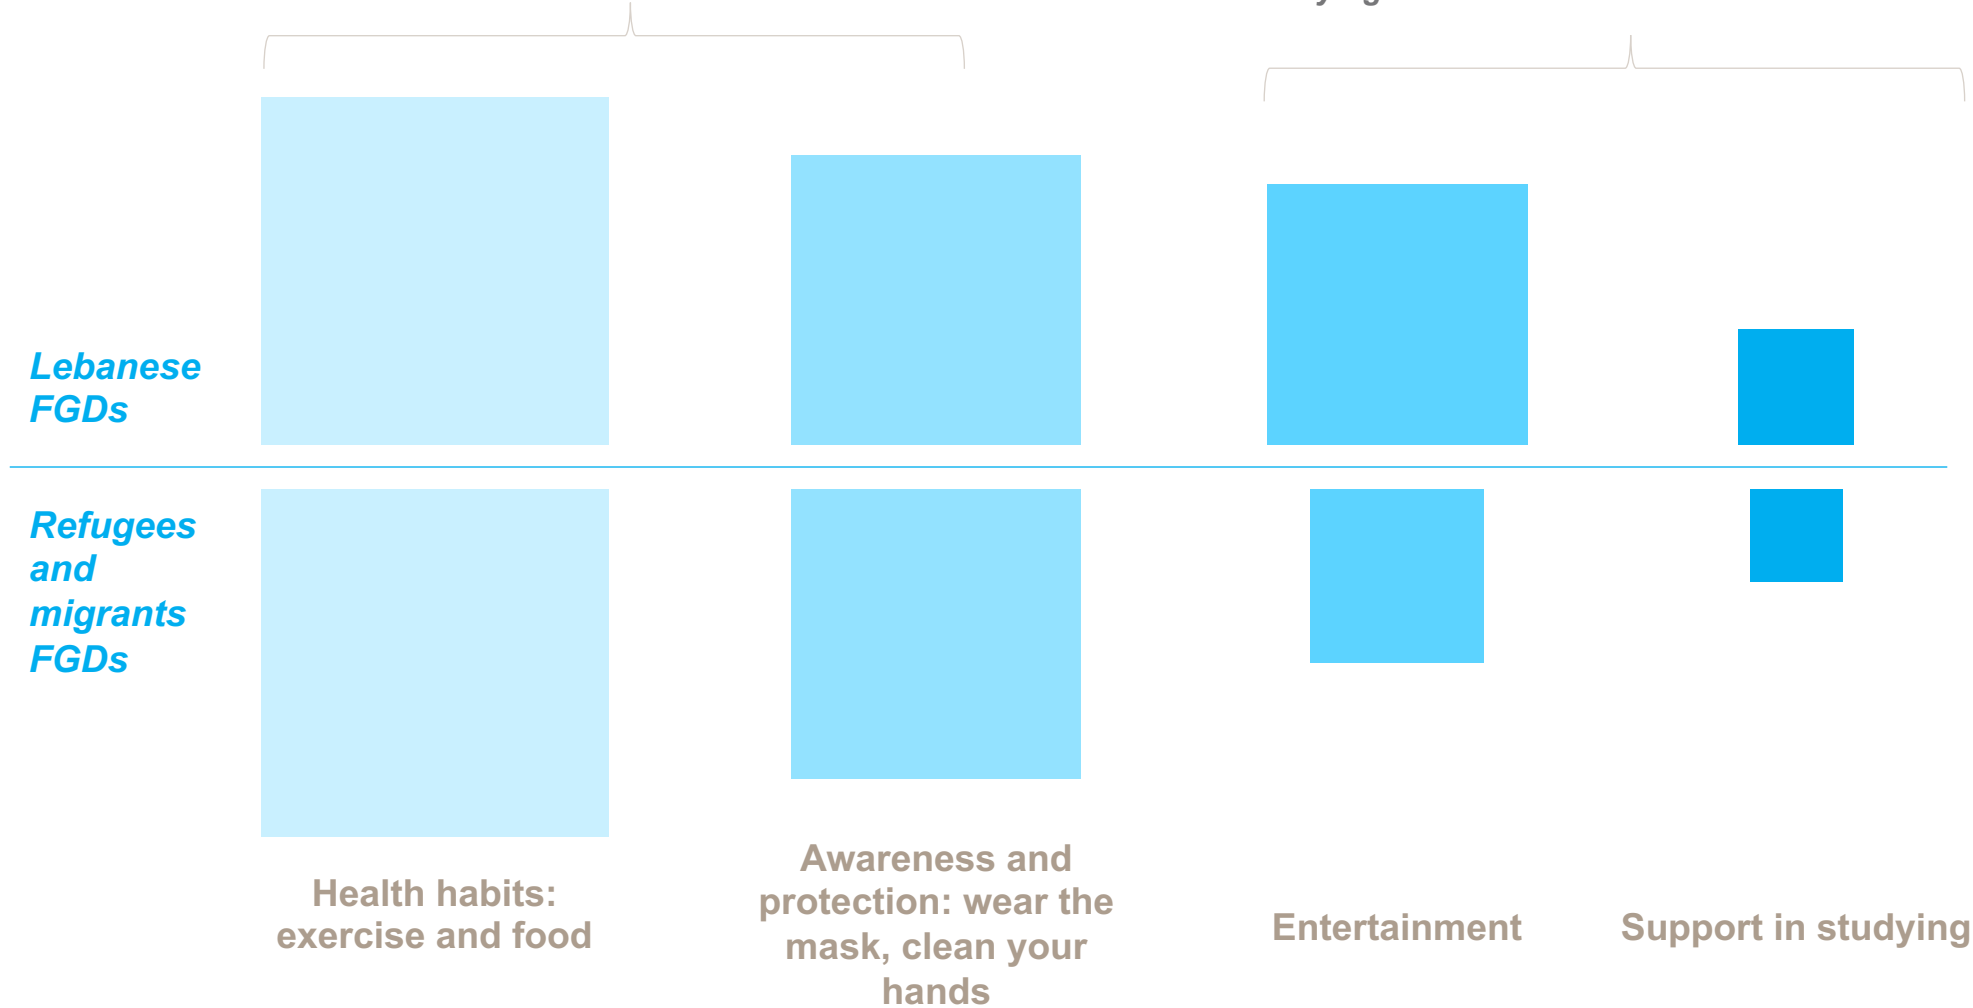 Lebanese
FGDs
Refugees
and
migrants
FGDs
Health habits:
exercise and food
Awareness and
protection: wear the
mask, clean your
hands
Entertainment
Support in studying